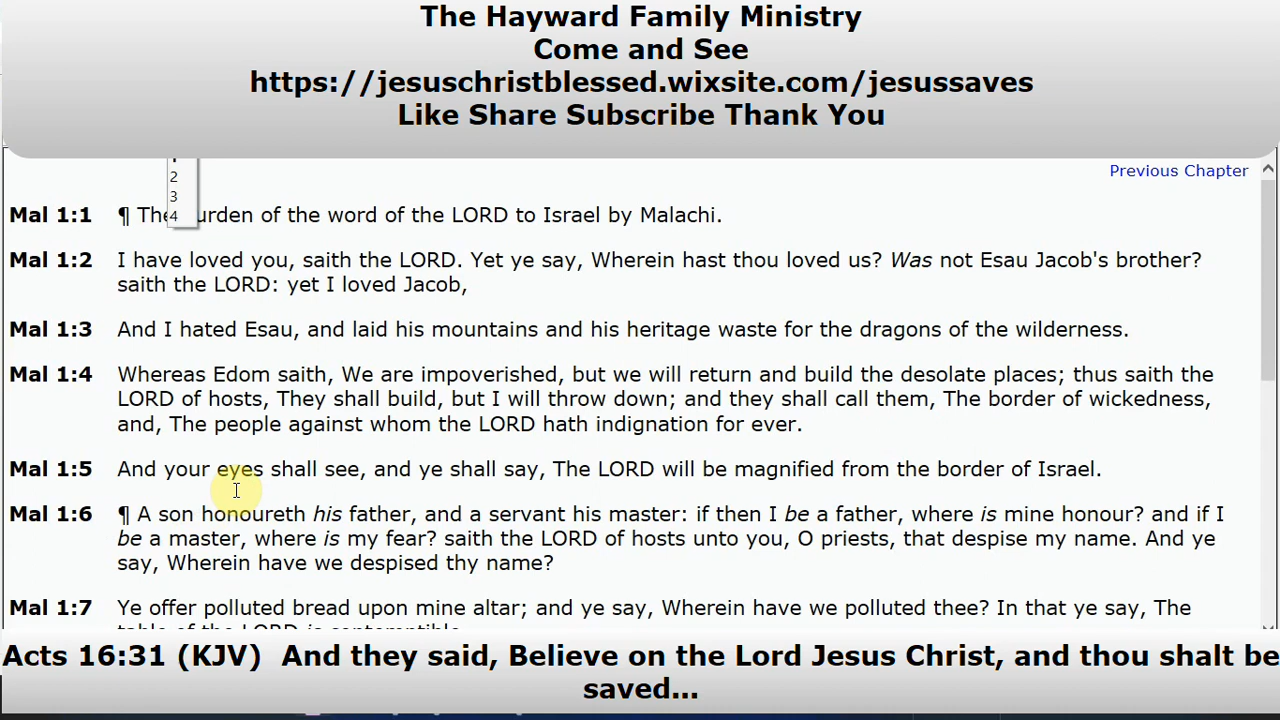 The Hayward Family Ministry
Come and See
https://jesuschristblessed.wixsite.com/jesussaves
Like Share Subscribe Thank You
Previous Chapter
2
3
4
Mal 1:1 ¶ The urden of the word of the LORD to Israel by Malachi.
Mal 1:2 I have loved you, saith the LORD. Yet ye say, Wherein hast thou loved us? Was not Esau Jacob's brother?
saith the LORD: yet I loved Jacob,
Mal 1:3 And I hated Esau, and laid his mountains and his heritage waste for the dragons of the wilderness.
Mal 1:4 Whereas Edom saith, We are impoverished, but we will return and build the desolate places; thus saith the
LORD of hosts, They shall build, but I will throw down; and they shall call them, The border of wickedness,
and, The people against whom the LORD hath indignation for ever.
Mal 1:5 And your eyes shall see, and ye shall say, The LORD will be magnified from the border of Israel.
Mal 1:6 ¶ A son honoureth his father, and a servant his master: if then I be a father, where is mine honour? and if I
be a master, where is my fear? saith the LORD of hosts unto you, O priests, that despise my name. And ye
say, Wherein have we despised thy name?
Mal 1:7 Ye offer polluted bread upon mine altar; and ye say, Wherein have we polluted thee? In that ye say, The
table of the LORD is contemptible.
Acts 16:31 (KJV) And they said, Believe on the Lord Jesus Christ, and thou shalt be
saved...